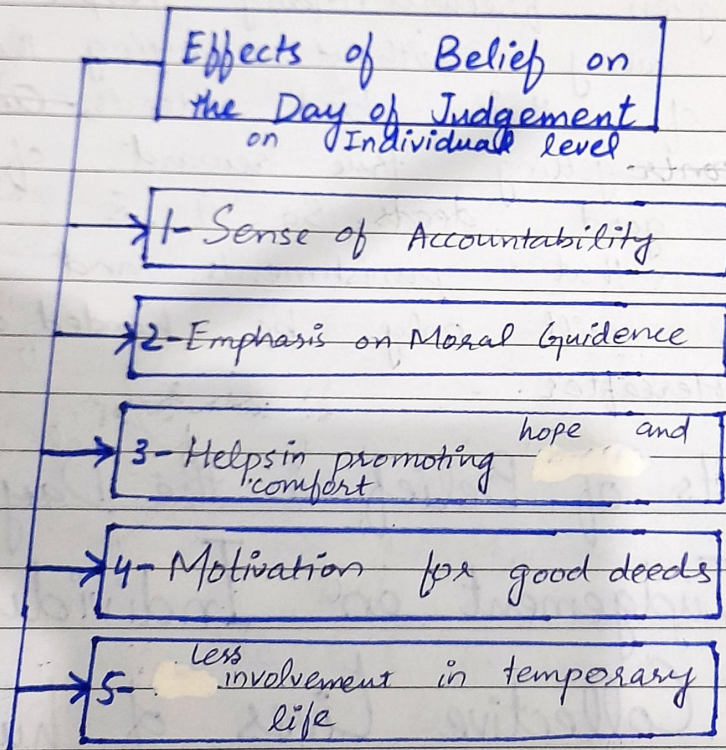 Effects of Belief on
the Day of Judgement
on Individual level
1- Sense of Accountability
2- Emphasis on Moral Guidence
3- Helps in promoting hope and
comfort
4- Motivation for good deeds
5- less involvement in temporary
life